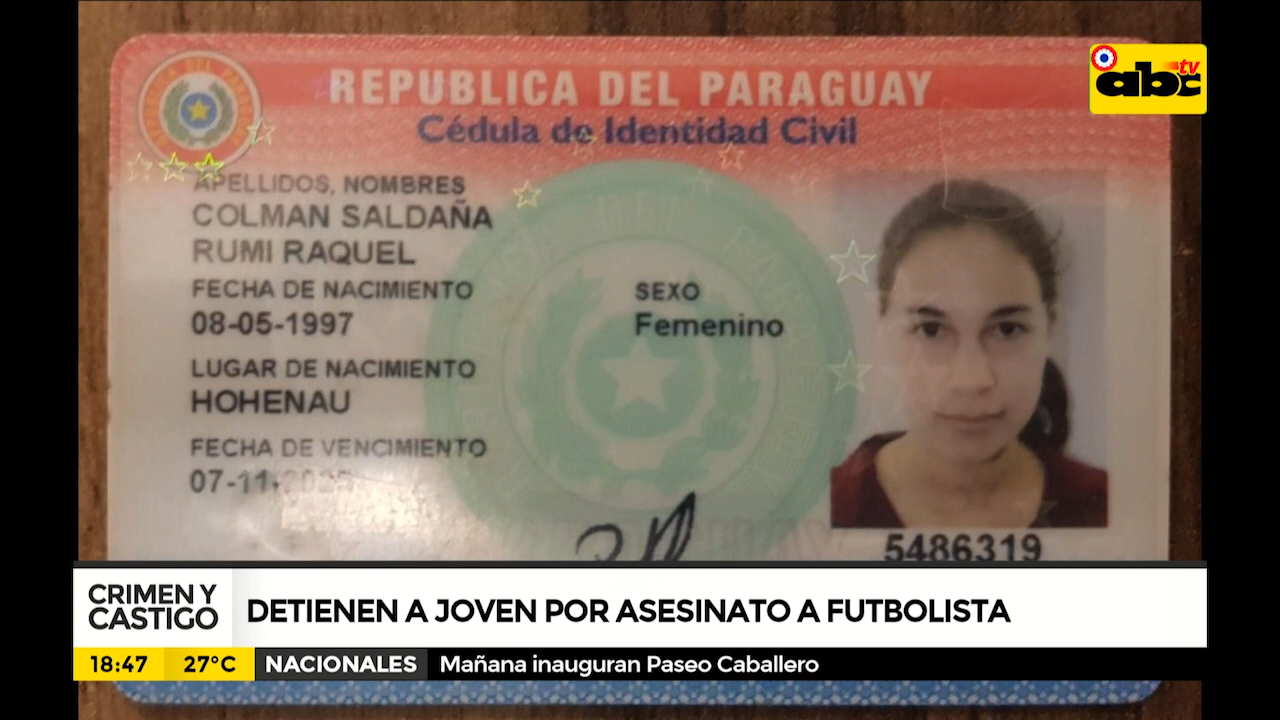 abc tv
REPUBLICA DEL PARAGUAY
Cédula de Identidad Civil
APELLIDOS, NOMBRES
COLMAN SALDAÑA
RUMI RAQUEL
FECHA DE NACIMIENTO
08-05-1997
SEXO
Femenino
LUGAR DE NACIMIENTO
HOHENAU
FECHA DE VENCIMIENTO
07-11-2025
5486319
CRIMEN Y
CASTIGO
DETIENEN A JOVEN POR ASESINATO A FUTBOLISTA
18:47 27°C NACIONALES Mañana inauguran Paseo Caballero